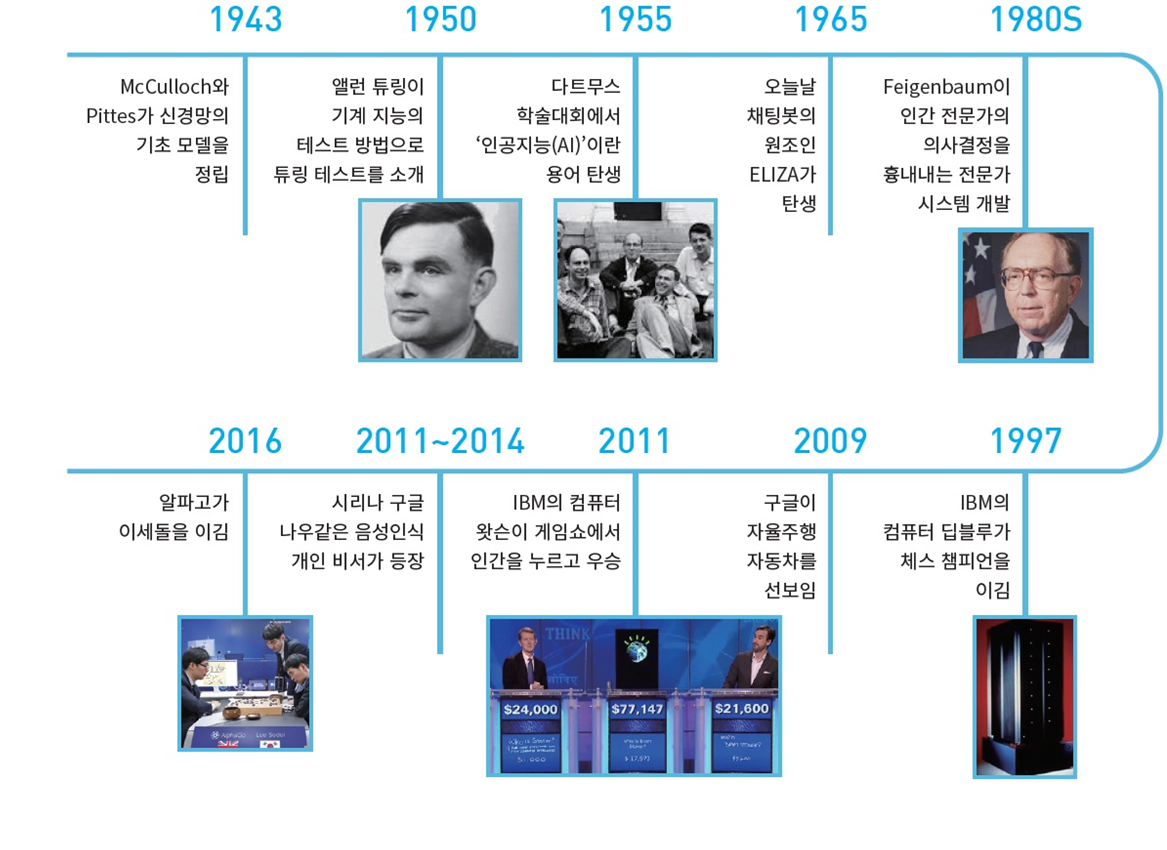 1943
McCulloch와
Pittes가 신경망의
기초 모델을
정립
1950
앨런 튜링이
기계 지능의
테스트 방법으로
튜링 테스트를 소개
1955
다트무스
학술대회에서
‘인공지능(AI)’이란
용어 탄생
1965
오늘날
채팅봇의
원조인
ELIZA가
탄생
1980S
Feigenbaum이
인간 전문가의
의사결정을
흉내내는 전문가
시스템 개발
1997
IBM의
컴퓨터 딥블루가
체스 챔피언을
이김
2009
구글이
자율주행
자동차를
선보임
2011
IBM의 컴퓨터
왓슨이 게임쇼에서
인간을 누르고 우승
THINK
$24,000
$77,147
$21,600
$1,000
$17,973
2011~2014
시리나 구글
나우같은 음성인식
개인 비서가 등장
2016
알파고가
이세돌을 이김
AlphaGo
Lee Sedol